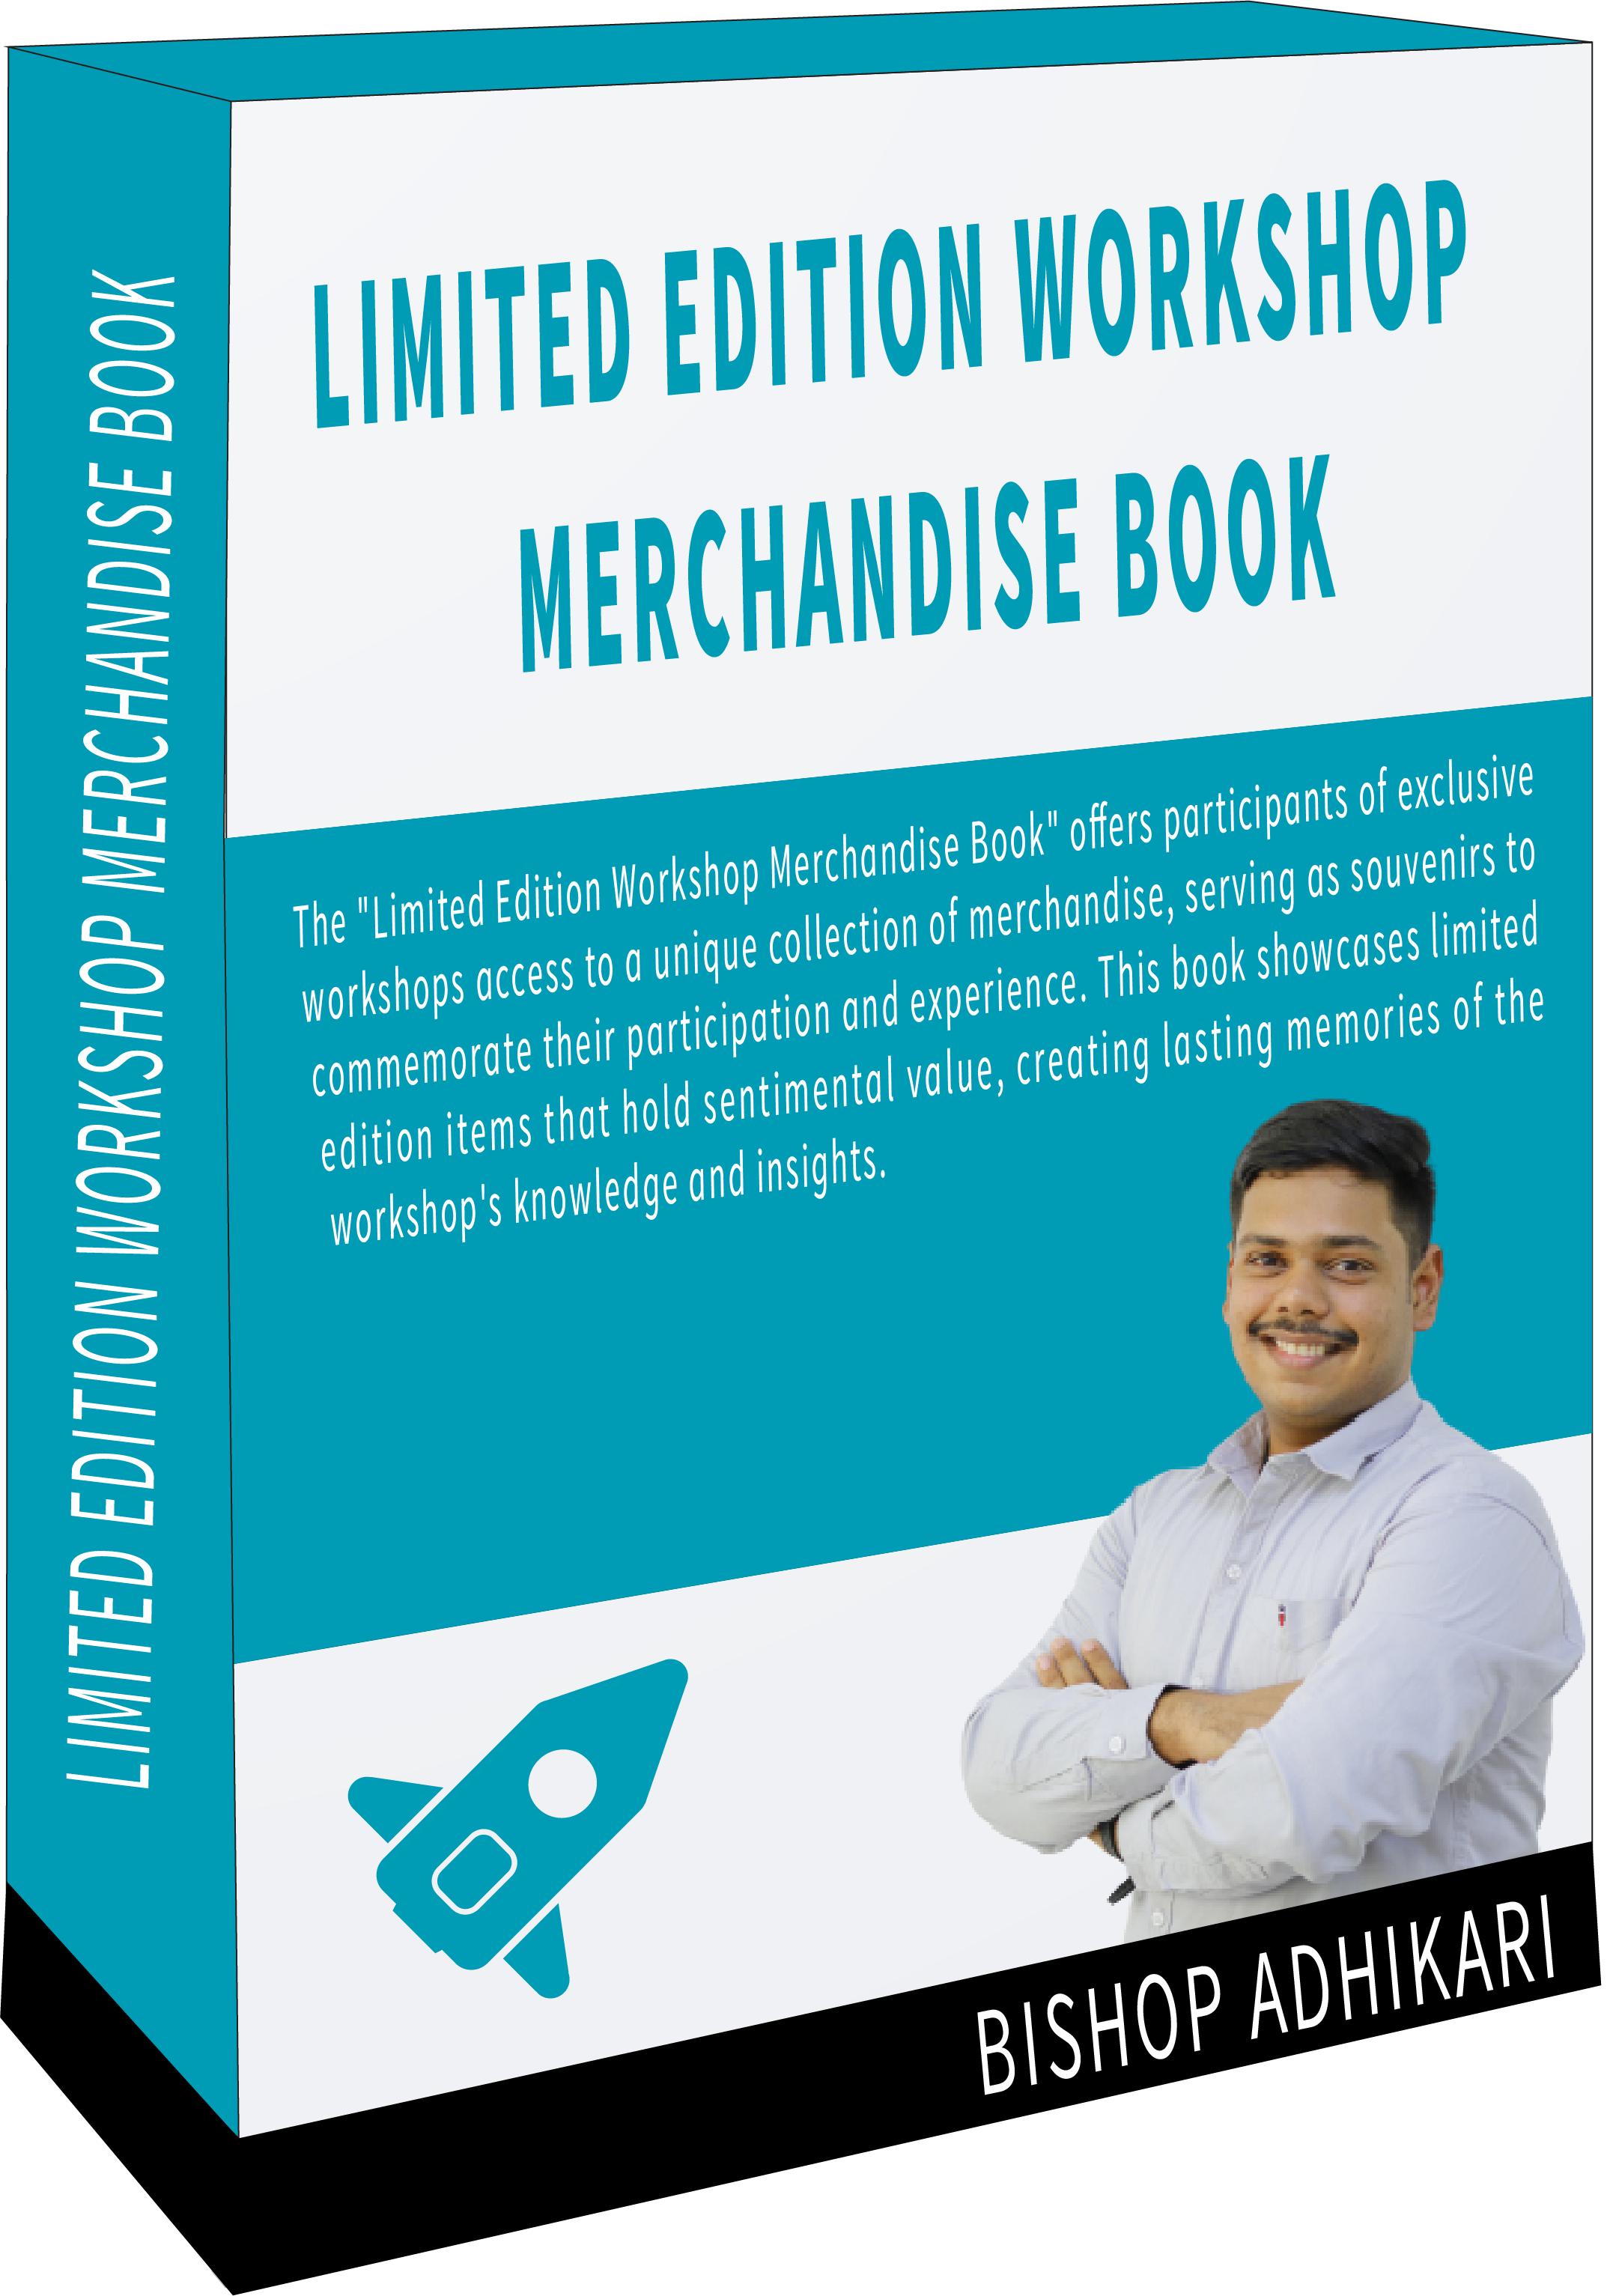 LIMITED EDITION WORKSHOP MERCHANDISE BOOK
LIMITED EDITION WORKSHOP
MERCHANDISE BOOK
The "Limited Edition Workshop Merchandise Book" offers participants of exclusive
workshops access to a unique collection of merchandise, serving as souvenirs to
commemorate their participation and experience. This book showcases limited
edition items that hold sentimental value, creating lasting memories of the
workshop's knowledge and insights.
BISHOP ADHIKARI